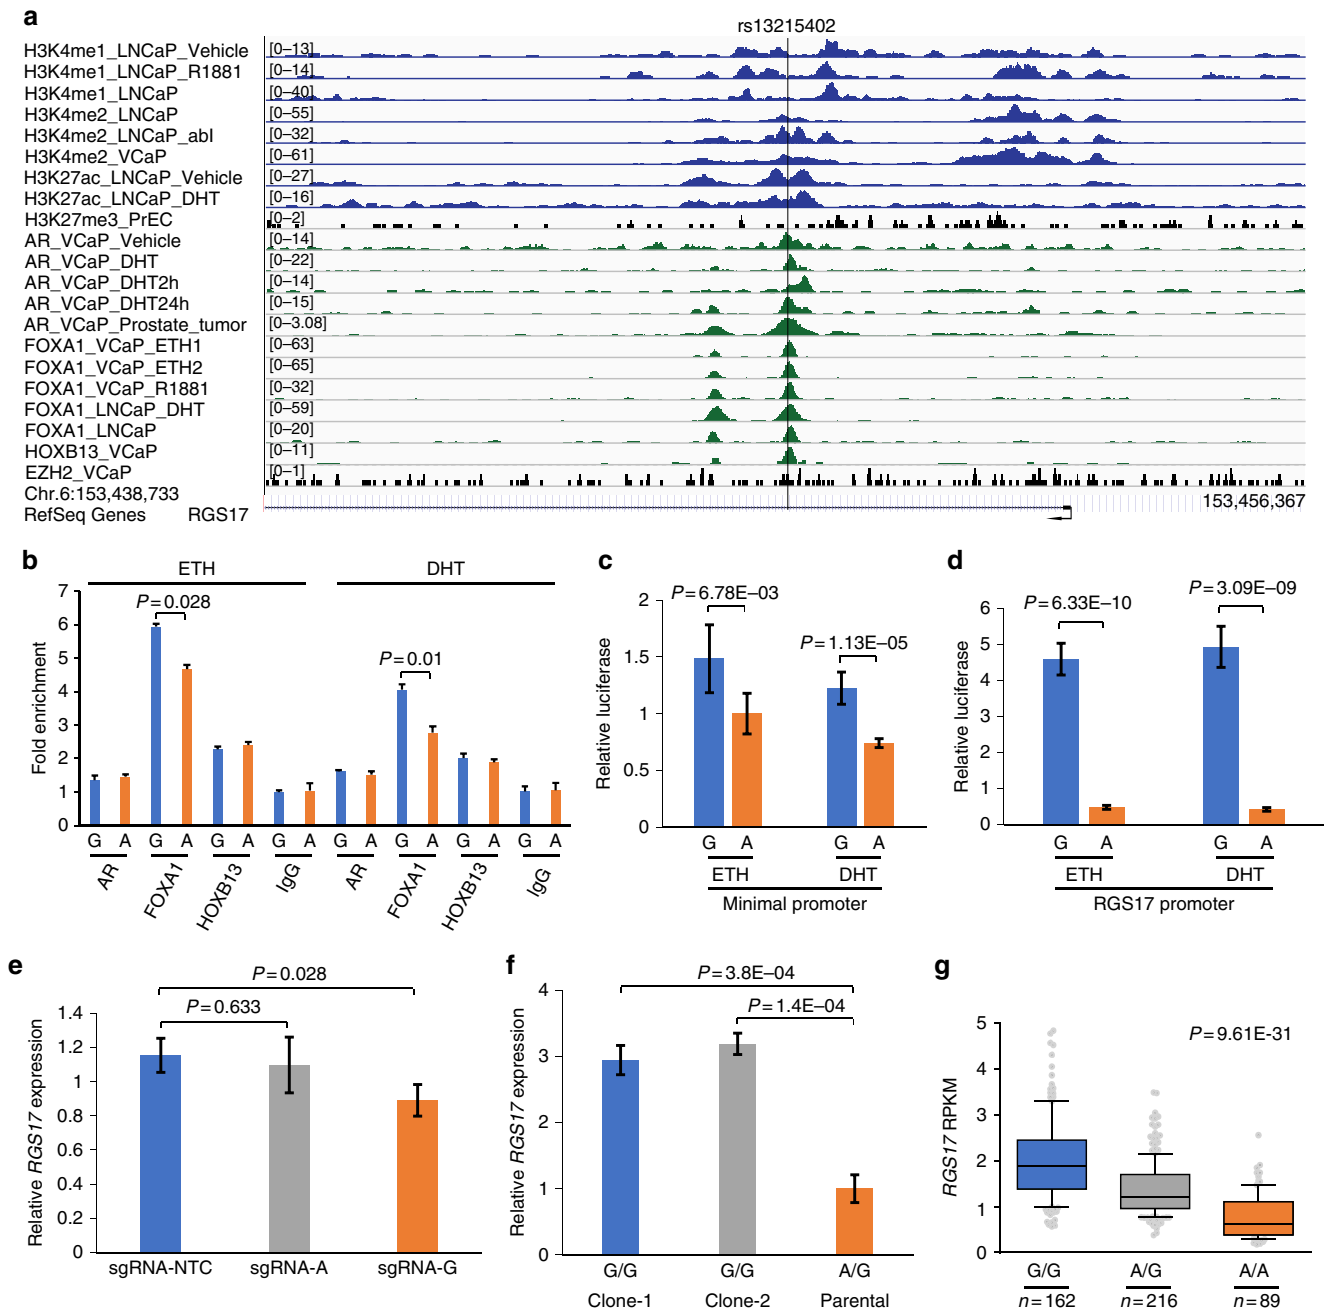 a
rs13215402
H3K4me1_LNCaP_Vehicle [0–13]
H3K4me1_LNCaP_R1881 [0–14]
H3K4me1_LNCaP [0–40]
H3K4me2_LNCaP [0–55]
H3K4me2_LNCaP_abl [0–32]
H3K4me2_VCaP [0–61]
H3K27ac_LNCaP_Vehicle [0–27]
H3K27ac_LNCaP_DHT [0–16]
H3K27me3_PrEC [0–2]
AR_VCaP_Vehicle [0–14]
AR_VCaP_DHT [0–22]
AR_VCaP_DHT2h [0–14]
AR_VCaP_DHT24h [0–15]
AR_VCaP_Prostate_tumor [0–3.08]
FOXA1_VCaP_ETH1 [0–63]
FOXA1_VCaP_ETH2 [0–65]
FOXA1_VCaP_R1881 [0–32]
FOXA1_LNCaP_DHT [0–59]
FOXA1_LNCaP [0–20]
HOXB13_VCaP [0–11]
EZH2_VCaP [0–1]
Chr.6:153,438,733 153,456,367
RefSeq Genes RGS17
b
ETH DHT
P=0.028
P=0.01
Fold enrichment
7
6
5
4
3
2
1
0
G A G A G A G A G A G A G A G A
AR FOXA1 HOXB13 IgG AR FOXA1 HOXB13 IgG
c
P=6.78E–03
P=1.13E–05
Relative luciferase
2
1.5
1
0.5
0
G A G A
ETH DHT
Minimal promoter
d
P=3.09E–09
P=6.33E–10
Relative luciferase
6
5
4
3
2
1
0
G A G A
ETH DHT
RGS17 promoter
e
P=0.028
P=0.633
Relative RGS17 expression
1.4
1.2
1
0.8
0.6
0.4
0.2
0
sgRNA-NTC sgRNA-A sgRNA-G
f
P=3.8E–04
P=1.4E–04
Relative RGS17 expression
4
3
2
1
0
G/G G/G A/G
Clone-1 Clone-2 Parental
g
P=9.61E-31
RGS17 RPKM
5
4
3
2
1
0
G/G A/G A/A
n=162 n=216 n=89